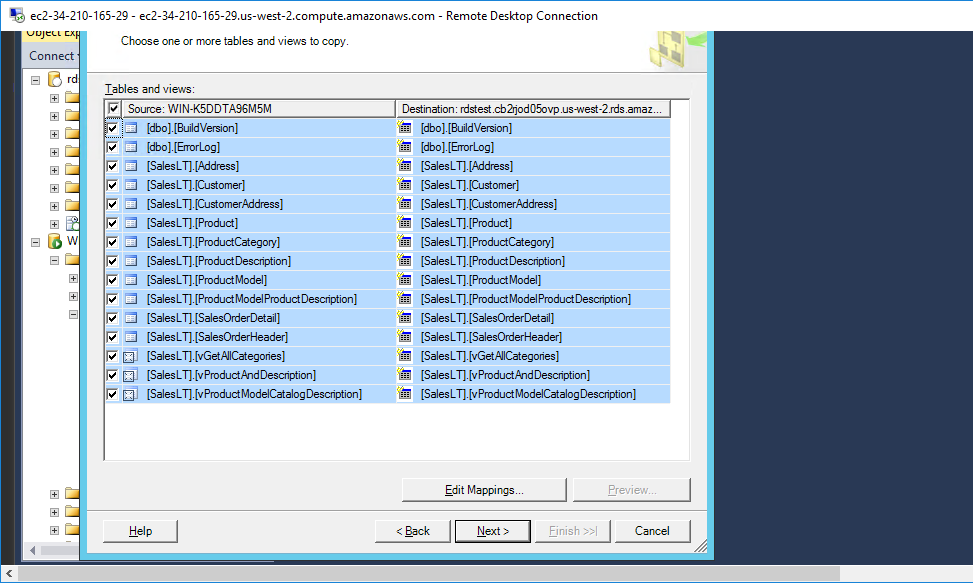 ec2-34-210-165-29 - ec2-34-210-165-29.us-west-2.compute.amazonaws.com - Remote Desktop Connection
Object Exp
Choose one or more tables and views to copy.
Connect
Tables and views:
rd
Source: WIN-K5DDTA96M5M Destination: rdstest.cb2rjod05ovp.us-west-2.rds.amaz...
[dbo].[BuildVersion] [dbo].[BuildVersion]
[dbo].[ErrorLog] [dbo].[ErrorLog]
[SalesLT].[Address] [SalesLT].[Address]
[SalesLT].[Customer] [SalesLT].[Customer]
[SalesLT].[CustomerAddress] [SalesLT].[CustomerAddress]
[SalesLT].[Product] [SalesLT].[Product]
W [SalesLT].[ProductCategory] [SalesLT].[ProductCategory]
[SalesLT].[ProductDescription] [SalesLT].[ProductDescription]
[SalesLT].[ProductModel] [SalesLT].[ProductModel]
[SalesLT].[ProductModelProductDescription] [SalesLT].[ProductModelProductDescription]
[SalesLT].[SalesOrderDetail] [SalesLT].[SalesOrderDetail]
[SalesLT].[SalesOrderHeader] [SalesLT].[SalesOrderHeader]
[SalesLT].[vGetAllCategories] [SalesLT].[vGetAllCategories]
[SalesLT].[vProductAndDescription] [SalesLT].[vProductAndDescription]
[SalesLT].[vProductModelCatalogDescription] [SalesLT].[vProductModelCatalogDescription]
Edit Mappings... Preview...
Help < Back Next > Finish >>| Cancel